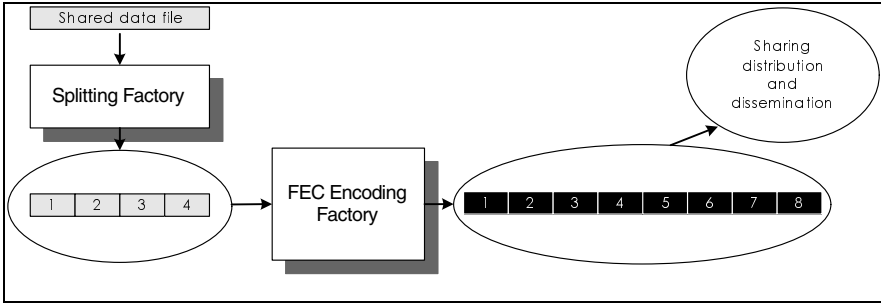 Shared data file
Splitting Factory
1 2 3 4
FEC Encoding
Factory
1 2 3 4 5 6 7 8
Sharing
distribution
and
dissemination